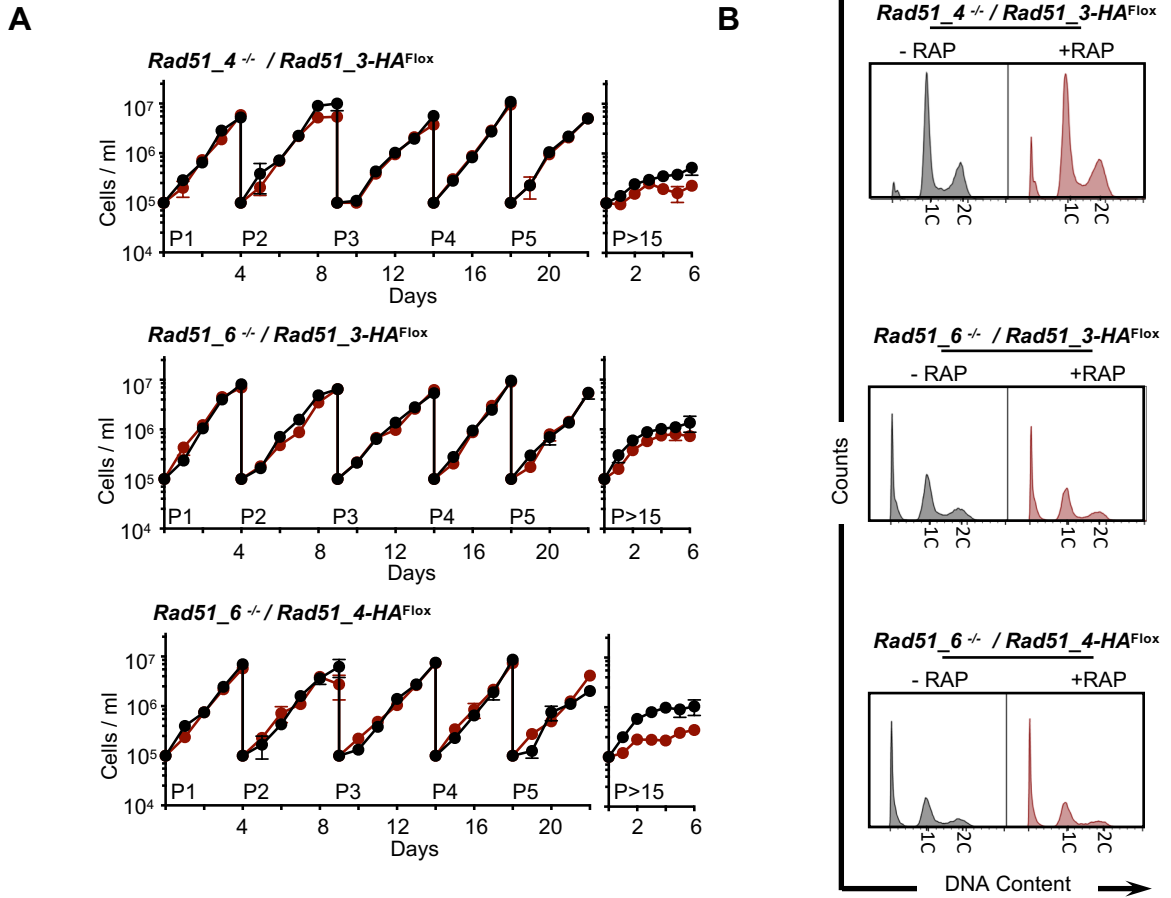 A
Rad51_4 -/- / Rad51_3-HAFlox
Cells / ml
10⁷
10⁶
10⁵
10⁴
P1 P2 P3 P4 P5 P>15
4 8 12 16 20 2 6
Days
Rad51_6 -/- / Rad51_3-HAFlox
Cells / ml
10⁷
10⁶
10⁵
10⁴
P1 P2 P3 P4 P5 P>15
4 8 12 16 20 2 6
Days
Rad51_6 -/- / Rad51_4-HAFlox
Cells / ml
10⁷
10⁶
10⁵
10⁴
P1 P2 P3 P4 P5 P>15
4 8 12 16 20 2 6
Days
B
Rad51_4 -/- / Rad51_3-HAFlox
- RAP +RAP
1C 2C 1C 2C
Rad51_6 -/- / Rad51_3-HAFlox
- RAP +RAP
1C 2C 1C 2C
Counts
Rad51_6 -/- / Rad51_4-HAFlox
- RAP +RAP
1C 2C 1C 2C
DNA Content